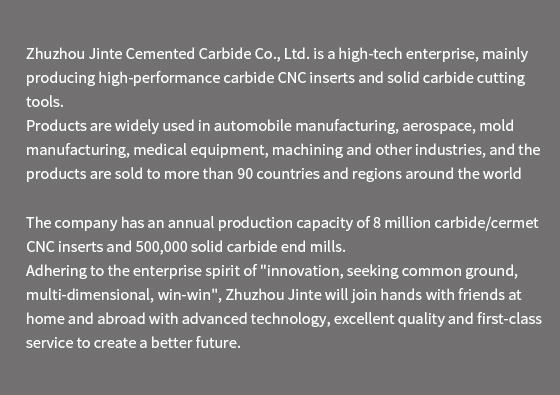 Zhuzhou Jinte Cemented Carbide Co., Ltd. is a high-tech enterprise, mainly
producing high-performance carbide CNC inserts and solid carbide cutting
tools.
Products are widely used in automobile manufacturing, aerospace, mold
manufacturing, medical equipment, machining and other industries, and the
products are sold to more than 90 countries and regions around the world
The company has an annual production capacity of 8 million carbide/cermet
CNC inserts and 500,000 solid carbide end mills.
Adhering to the enterprise spirit of "innovation, seeking common ground,
multi-dimensional, win-win", Zhuzhou Jinte will join hands with friends at
home and abroad with advanced technology, excellent quality and first-class
service to create a better future.